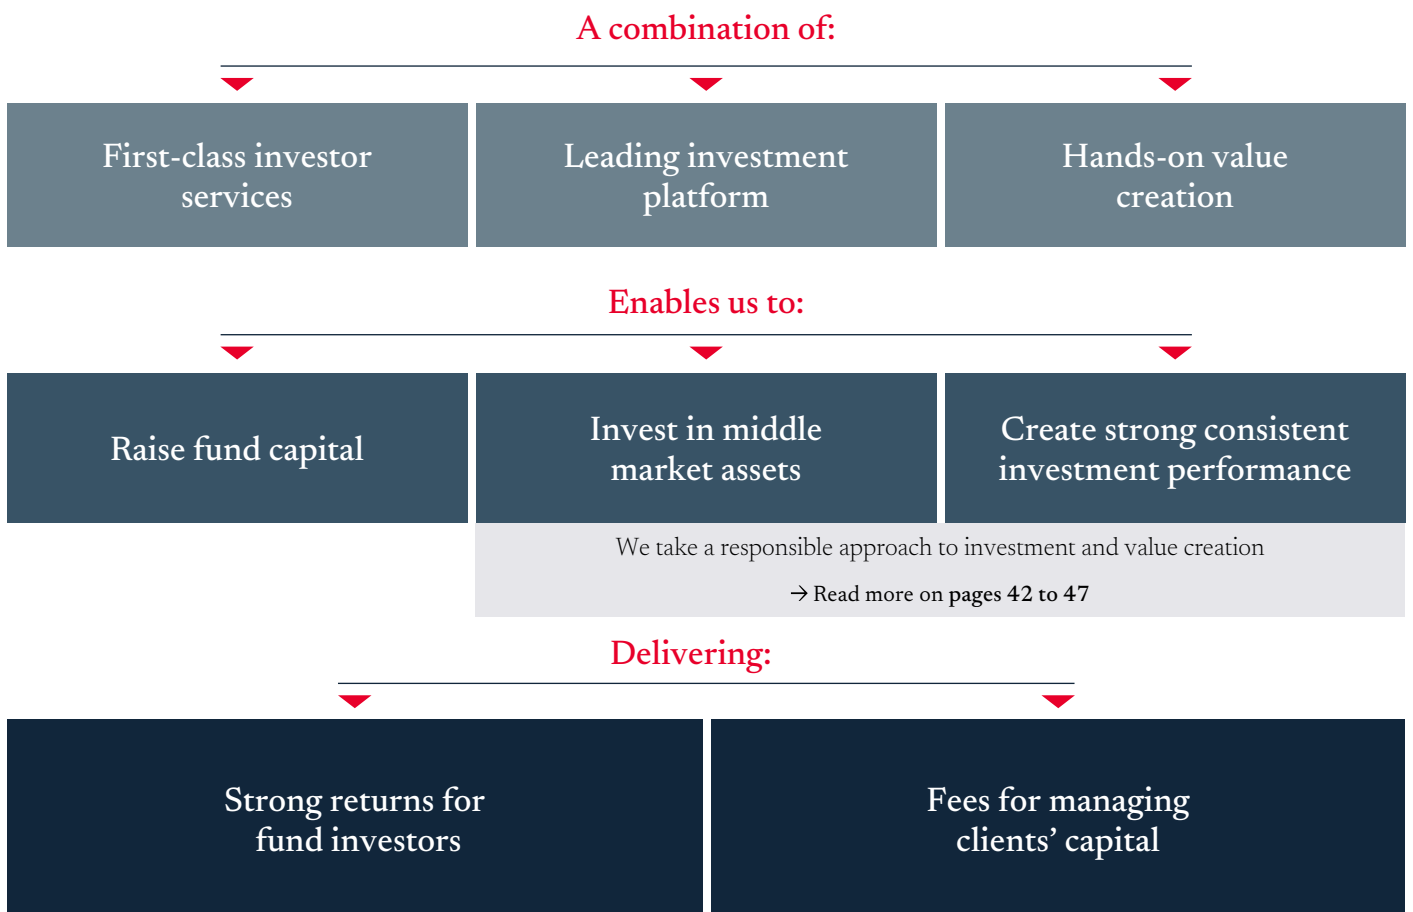 A combination of:
First-class investor
services
Leading investment
platform
Hands-on value
creation
Enables us to:
Raise fund capital
Invest in middle
market assets
Create strong consistent
investment performance
We take a responsible approach to investment and value creation
→ Read more on pages 42 to 47
Delivering:
Strong returns for
fund investors
Fees for managing
clients’ capital